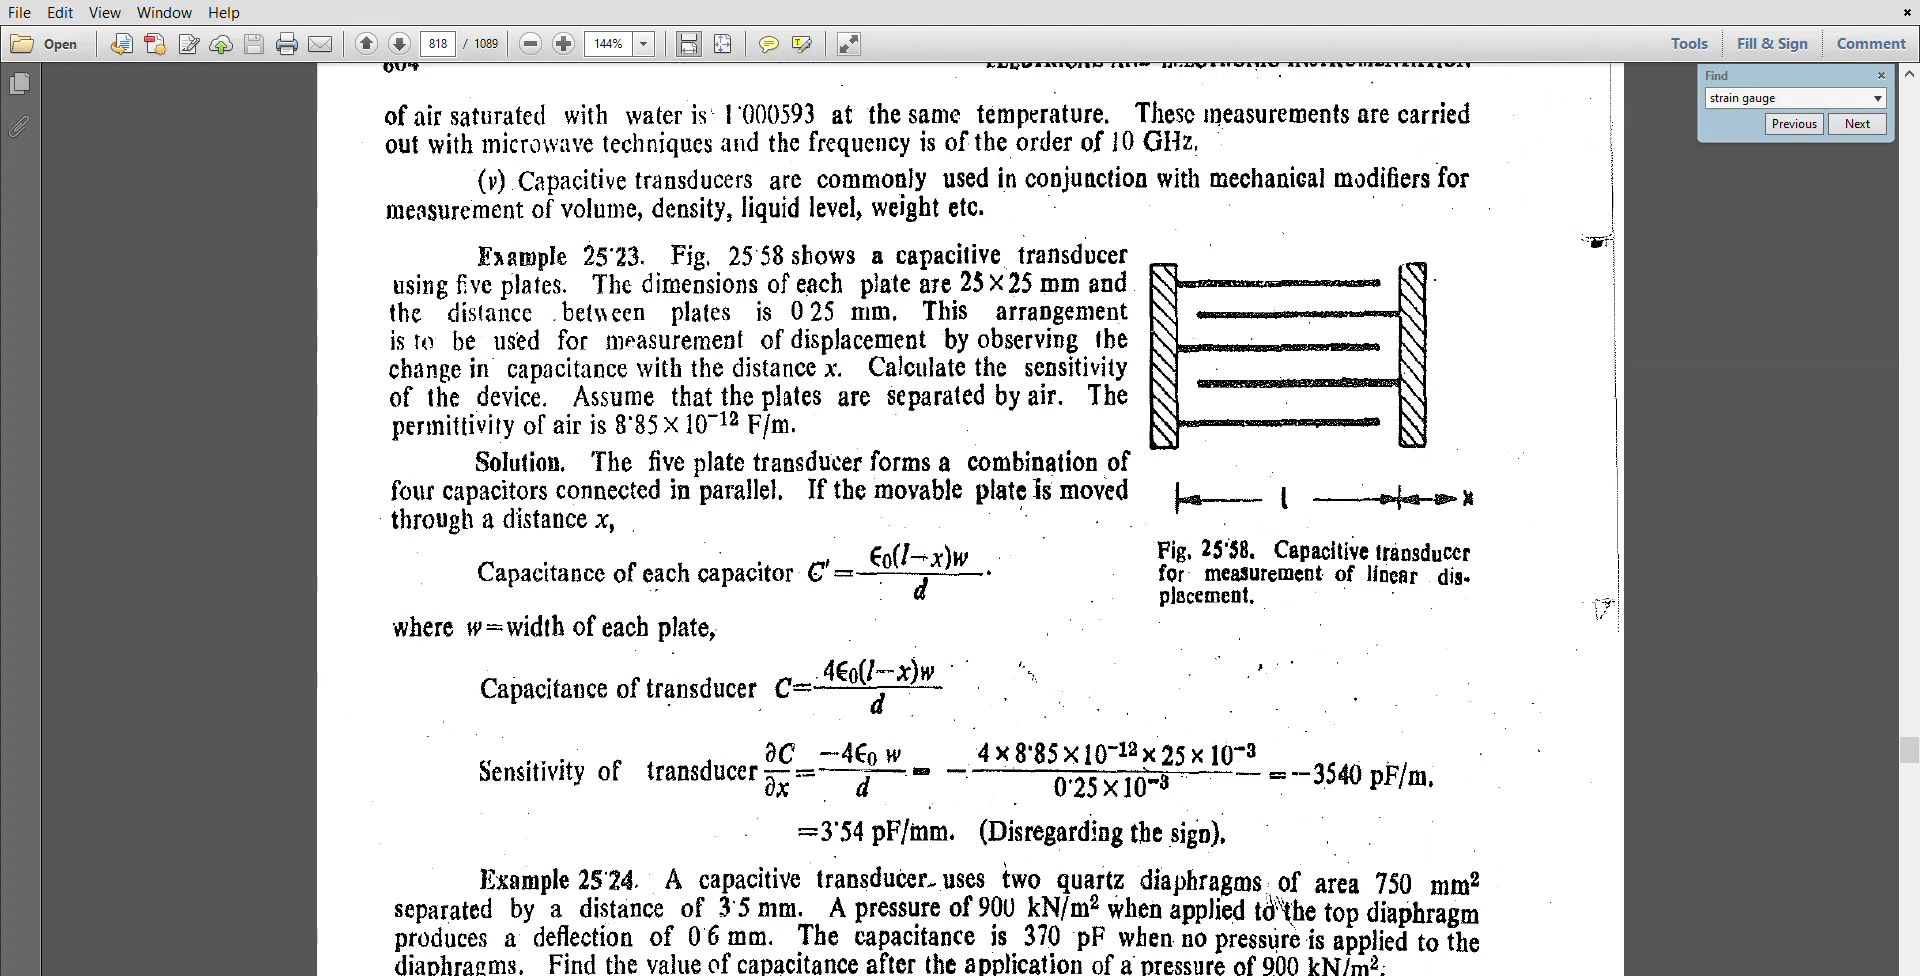 File Edit View Window Help
Open 818 / 1089 144% Tools Fill & Sign Comment
Find
strain gauge
Previous Next
604 ELECTRICAL AND ELECTRONIC INSTRUMENTATION
of air saturated with water is 1·000593 at the same temperature. These measurements are carried
out with microwave techniques and the frequency is of the order of 10 GHz.
(v) Capacitive transducers are commonly used in conjunction with mechanical modifiers for
measurement of volume, density, liquid level, weight etc.
Example 25·23. Fig. 25·58 shows a capacitive transducer
using five plates. The dimensions of each plate are 25×25 mm and
the distance between plates is 0·25 mm. This arrangement
is to be used for measurement of displacement by observing the
change in capacitance with the distance x. Calculate the sensitivity
of the device. Assume that the plates are separated by air. The
permittivity of air is 8·85×10⁻¹² F/m.
Solution. The five plate transducer forms a combination of
four capacitors connected in parallel. If the movable plate is moved
through a distance x,
l x
Fig. 25·58. Capacitive transducer
for measurement of linear dis-
placement.
Capacitance of each capacitor C′ = ϵ₀(l−x)w / d
where w=width of each plate,
Capacitance of transducer C = 4ϵ₀(l−x)w / d
Sensitivity of transducer ∂C/∂x = −4ϵ₀ w / d = − 4×8·85×10⁻¹²×25×10⁻³ / 0·25×10⁻³ = −3540 pF/m.
=3·54 pF/mm. (Disregarding the sign).
Example 25·24. A capacitive transducer uses two quartz diaphragms of area 750 mm²
separated by a distance of 3·5 mm. A pressure of 900 kN/m² when applied to the top diaphragm
produces a deflection of 0·6 mm. The capacitance is 370 pF when no pressure is applied to the
diaphragms. Find the value of capacitance after the application of a pressure of 900 kN/m².